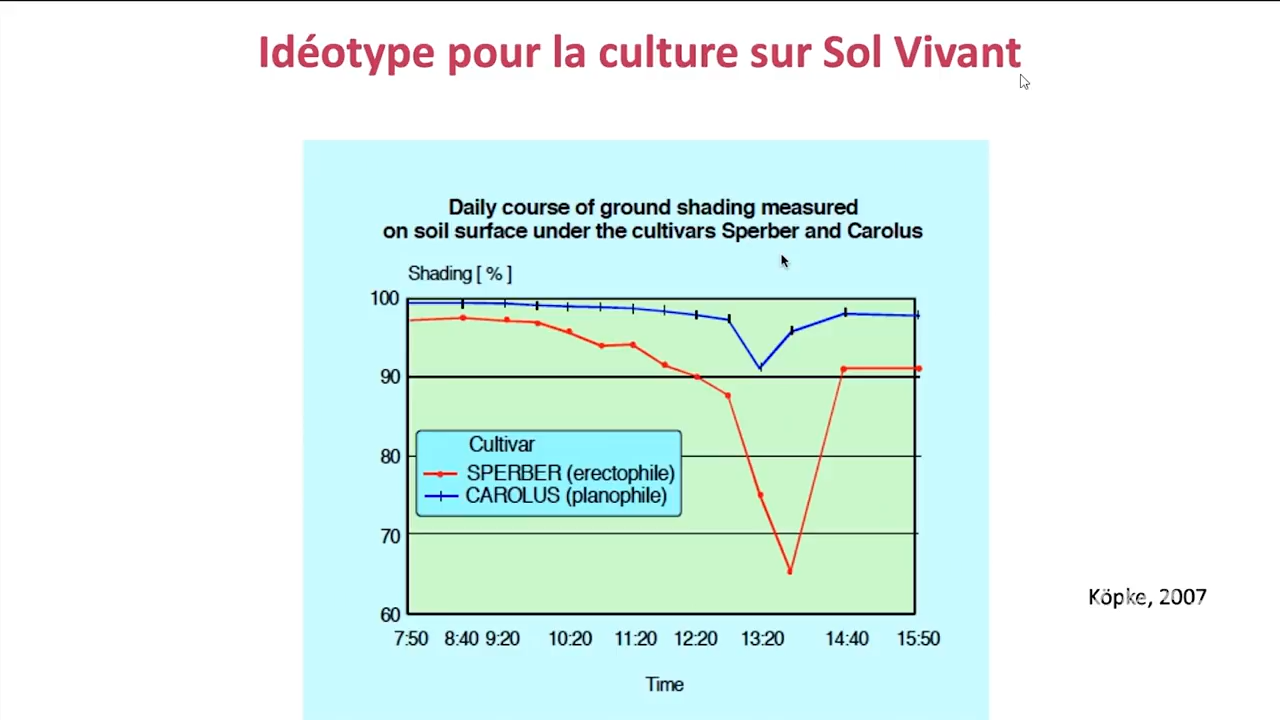 Idéotype pour la culture sur Sol Vivant
Daily course of ground shading measured
on soil surface under the cultivars Sperber and Carolus
Shading [ % ]
100
90
80
70
60
Cultivar
SPERBER (erectophile)
CAROLUS (planophile)
7:50 8:40 9:20 10:20 11:20 12:20 13:20 14:40 15:50
Time
Köpke, 2007